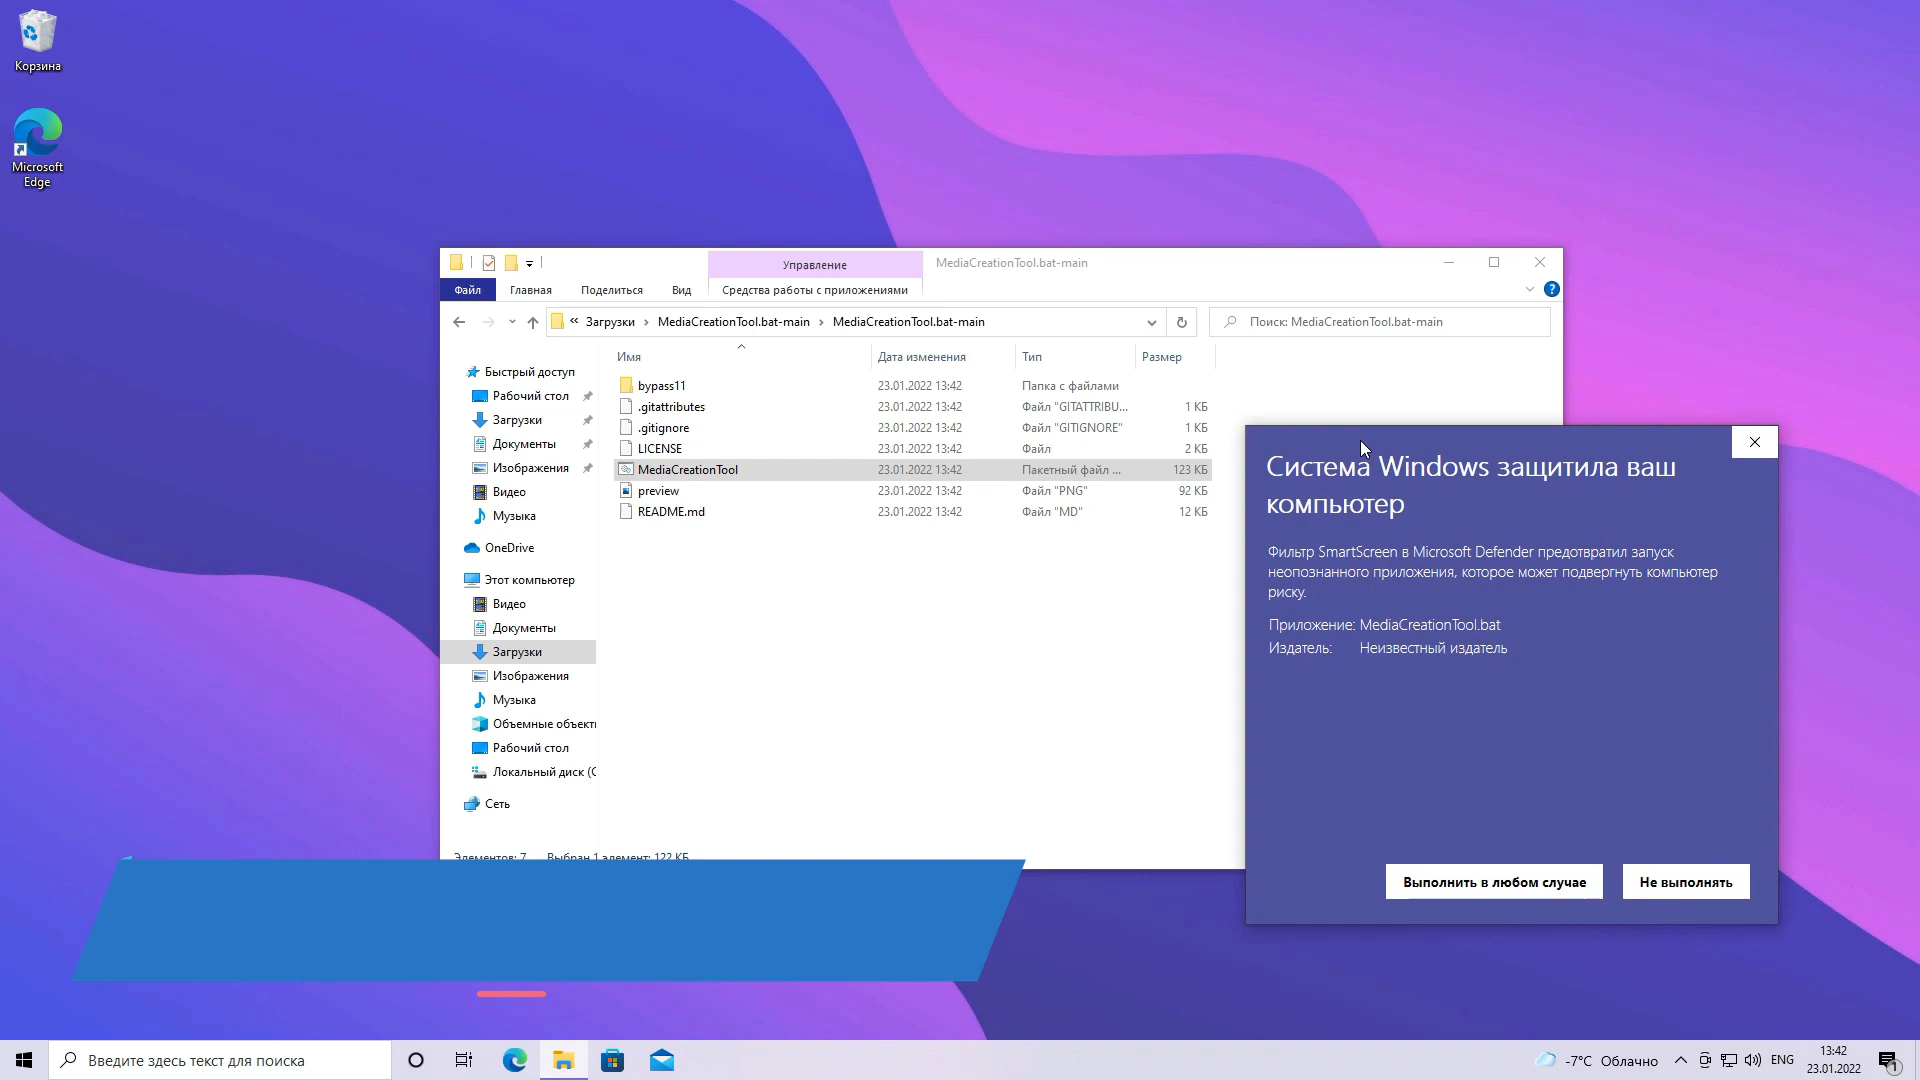 Корзина
Microsoft
Edge
Управление
MediaCreationTool.bat-main
Файл
Главная
Поделиться
Вид
Средства работы с приложениями
?
« Загрузки › MediaCreationTool.bat-main › MediaCreationTool.bat-main
Поиск: MediaCreationTool.bat-main
Быстрый доступ
Рабочий стол
Загрузки
Документы
Изображения
Видео
Музыка
OneDrive
Этот компьютер
Видео
Документы
Загрузки
Изображения
Музыка
Объемные объект
Рабочий стол
Локальный диск (C
Сеть
Имя Дата изменения Тип Размер
bypass11 23.01.2022 13:42 Папка с файлами
.gitattributes 23.01.2022 13:42 Файл "GITATTRIBU... 1 КБ
.gitignore 23.01.2022 13:42 Файл "GITIGNORE" 1 КБ
LICENSE 23.01.2022 13:42 Файл 2 КБ
MediaCreationTool 23.01.2022 13:42 Пакетный файл ... 123 КБ
preview 23.01.2022 13:42 Файл "PNG" 92 КБ
README.md 23.01.2022 13:42 Файл "MD" 12 КБ
Элементов: 7 Выбран 1 элемент: 122 КБ
Система Windows защитила ваш
компьютер
Фильтр SmartScreen в Microsoft Defender предотвратил запуск
неопознанного приложения, которое может подвергнуть компьютер
риску.
Приложение: MediaCreationTool.bat
Издатель: Неизвестный издатель
Выполнить в любом случае
Не выполнять
Введите здесь текст для поиска
-7°C Облачно
ENG
13:42
23.01.2022
1